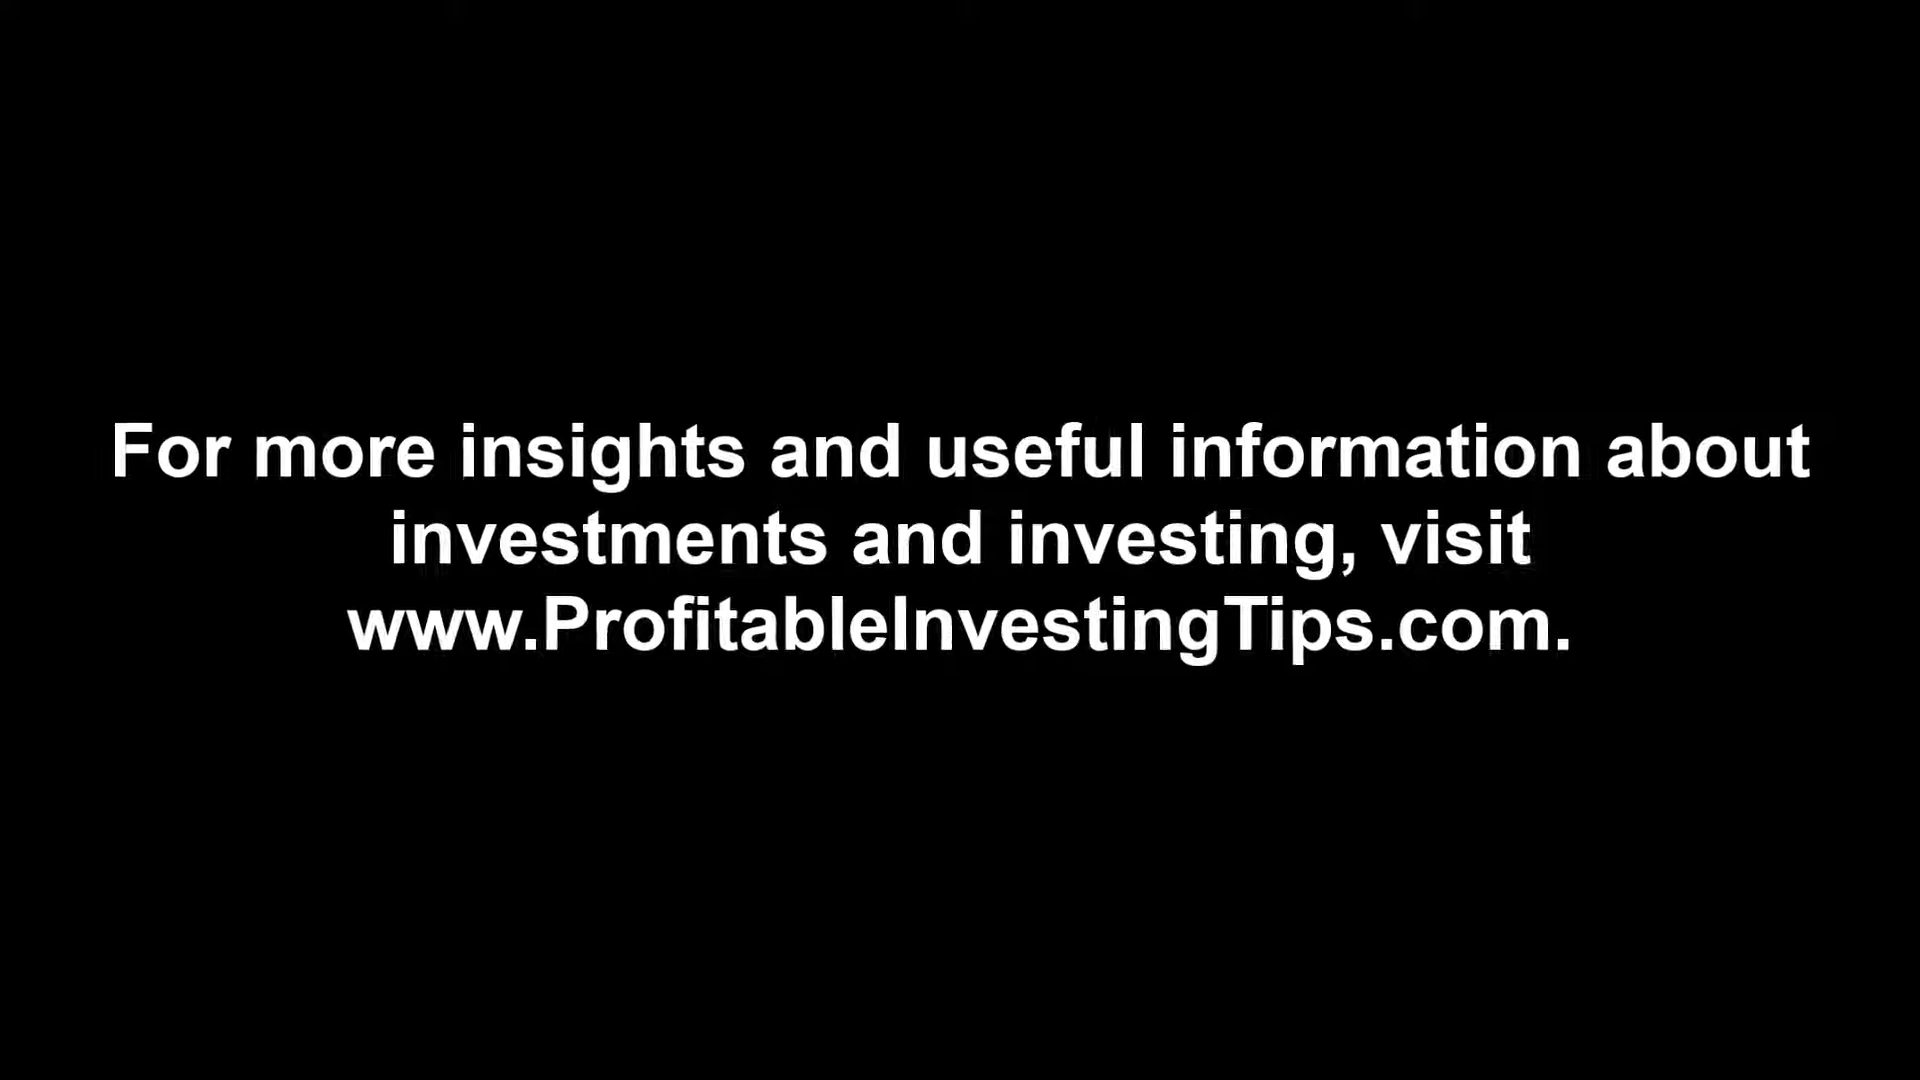 For more insights and useful information about
investments and investing, visit
www.ProfitableInvestingTips.com.